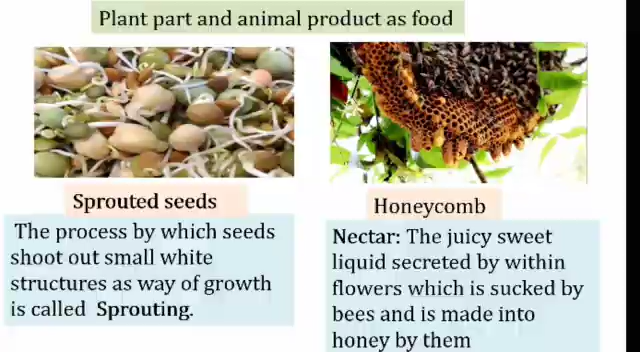 Plant part and animal product as food
Sprouted seeds
The process by which seeds
shoot out small white
structures as way of growth
is called Sprouting.
Honeycomb
Nectar: The juicy sweet
liquid secreted by within
flowers which is sucked by
bees and is made into
honey by them